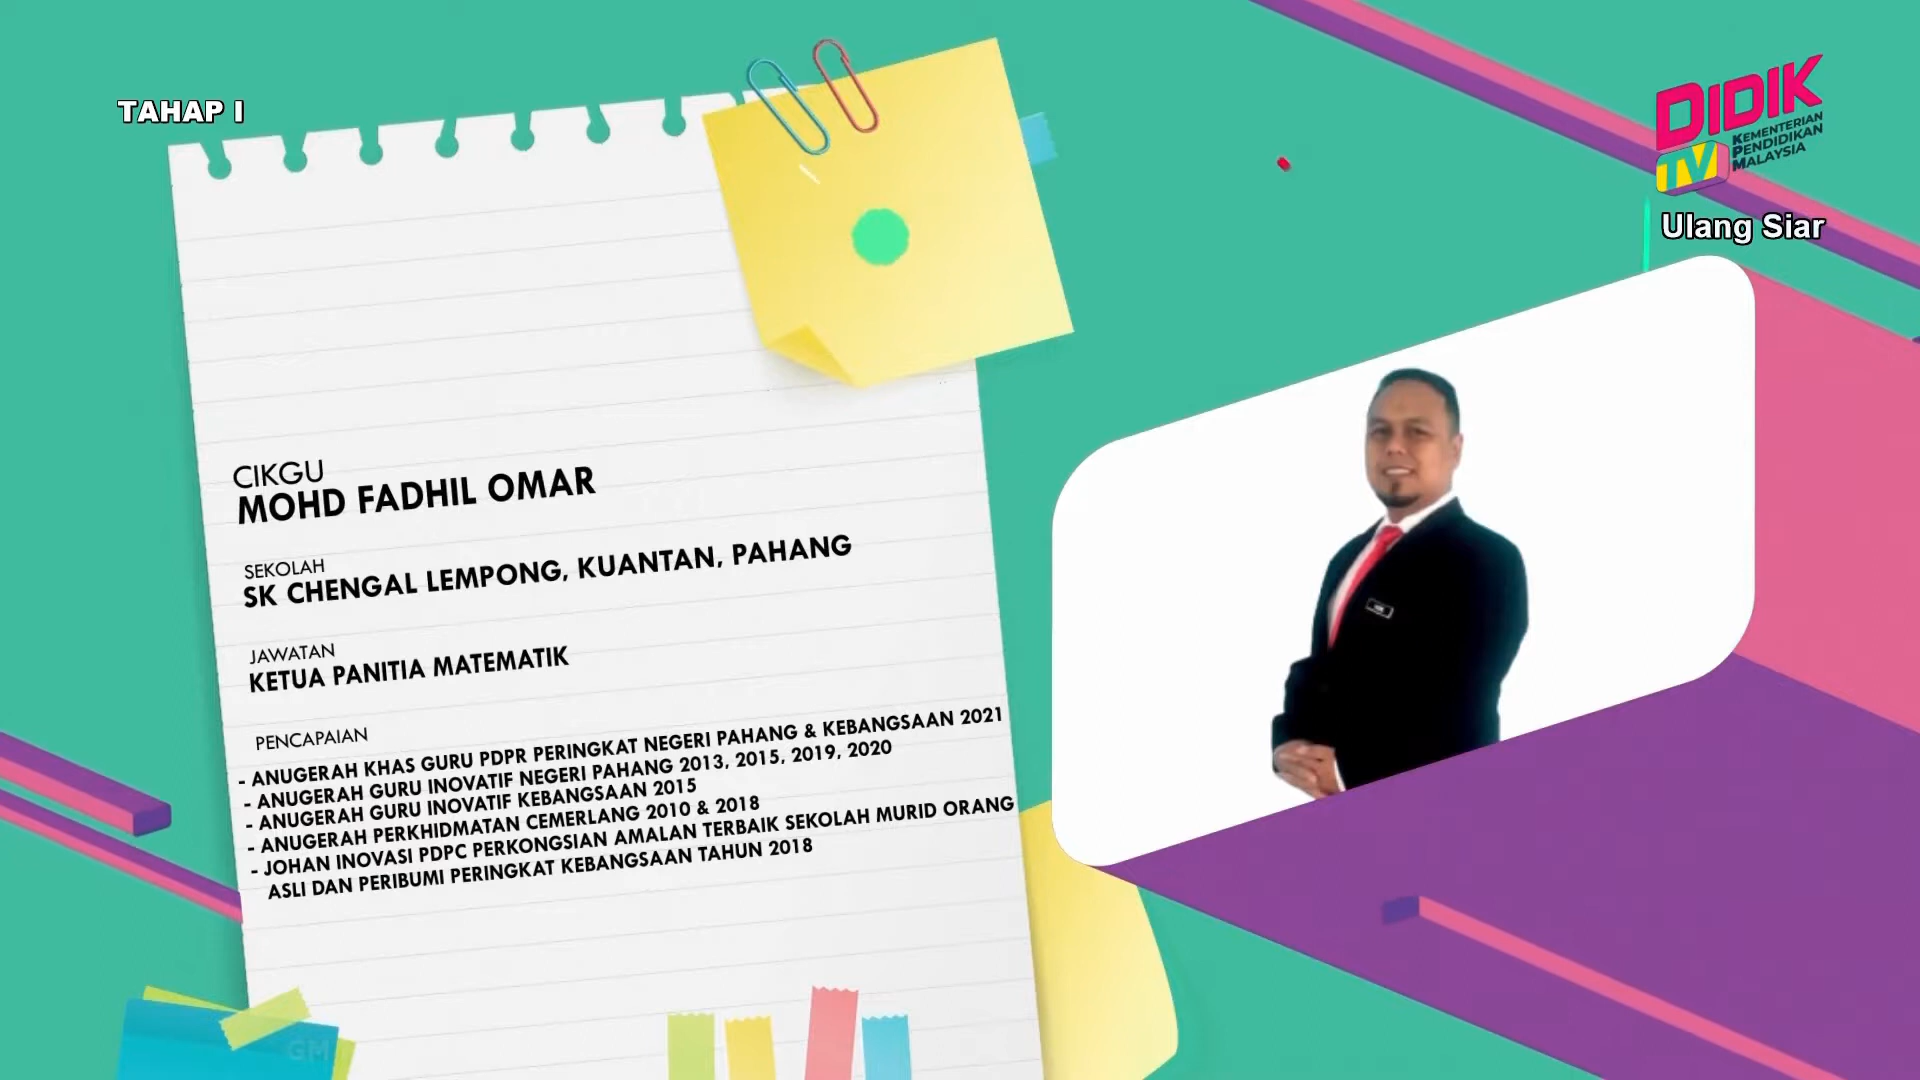 TAHAP I
DIDIK
TV
KEMENTERIAN
PENDIDIKAN
MALAYSIA
Ulang Siar
CIKGU
MOHD FADHIL OMAR
SEKOLAH
SK CHENGAL LEMPONG, KUANTAN, PAHANG
JAWATAN
KETUA PANITIA MATEMATIK
PENCAPAIAN
- ANUGERAH KHAS GURU PDPR PERINGKAT NEGERI PAHANG & KEBANGSAAN 2021
- ANUGERAH GURU INOVATIF NEGERI PAHANG 2013, 2015, 2019, 2020
- ANUGERAH GURU INOVATIF KEBANGSAAN 2015
- ANUGERAH PERKHIDMATAN CEMERLANG 2010 & 2018
- JOHAN INOVASI PDPC PERKONGSIAN AMALAN TERBAIK SEKOLAH MURID ORANG
ASLI DAN PERIBUMI PERINGKAT KEBANGSAAN TAHUN 2018